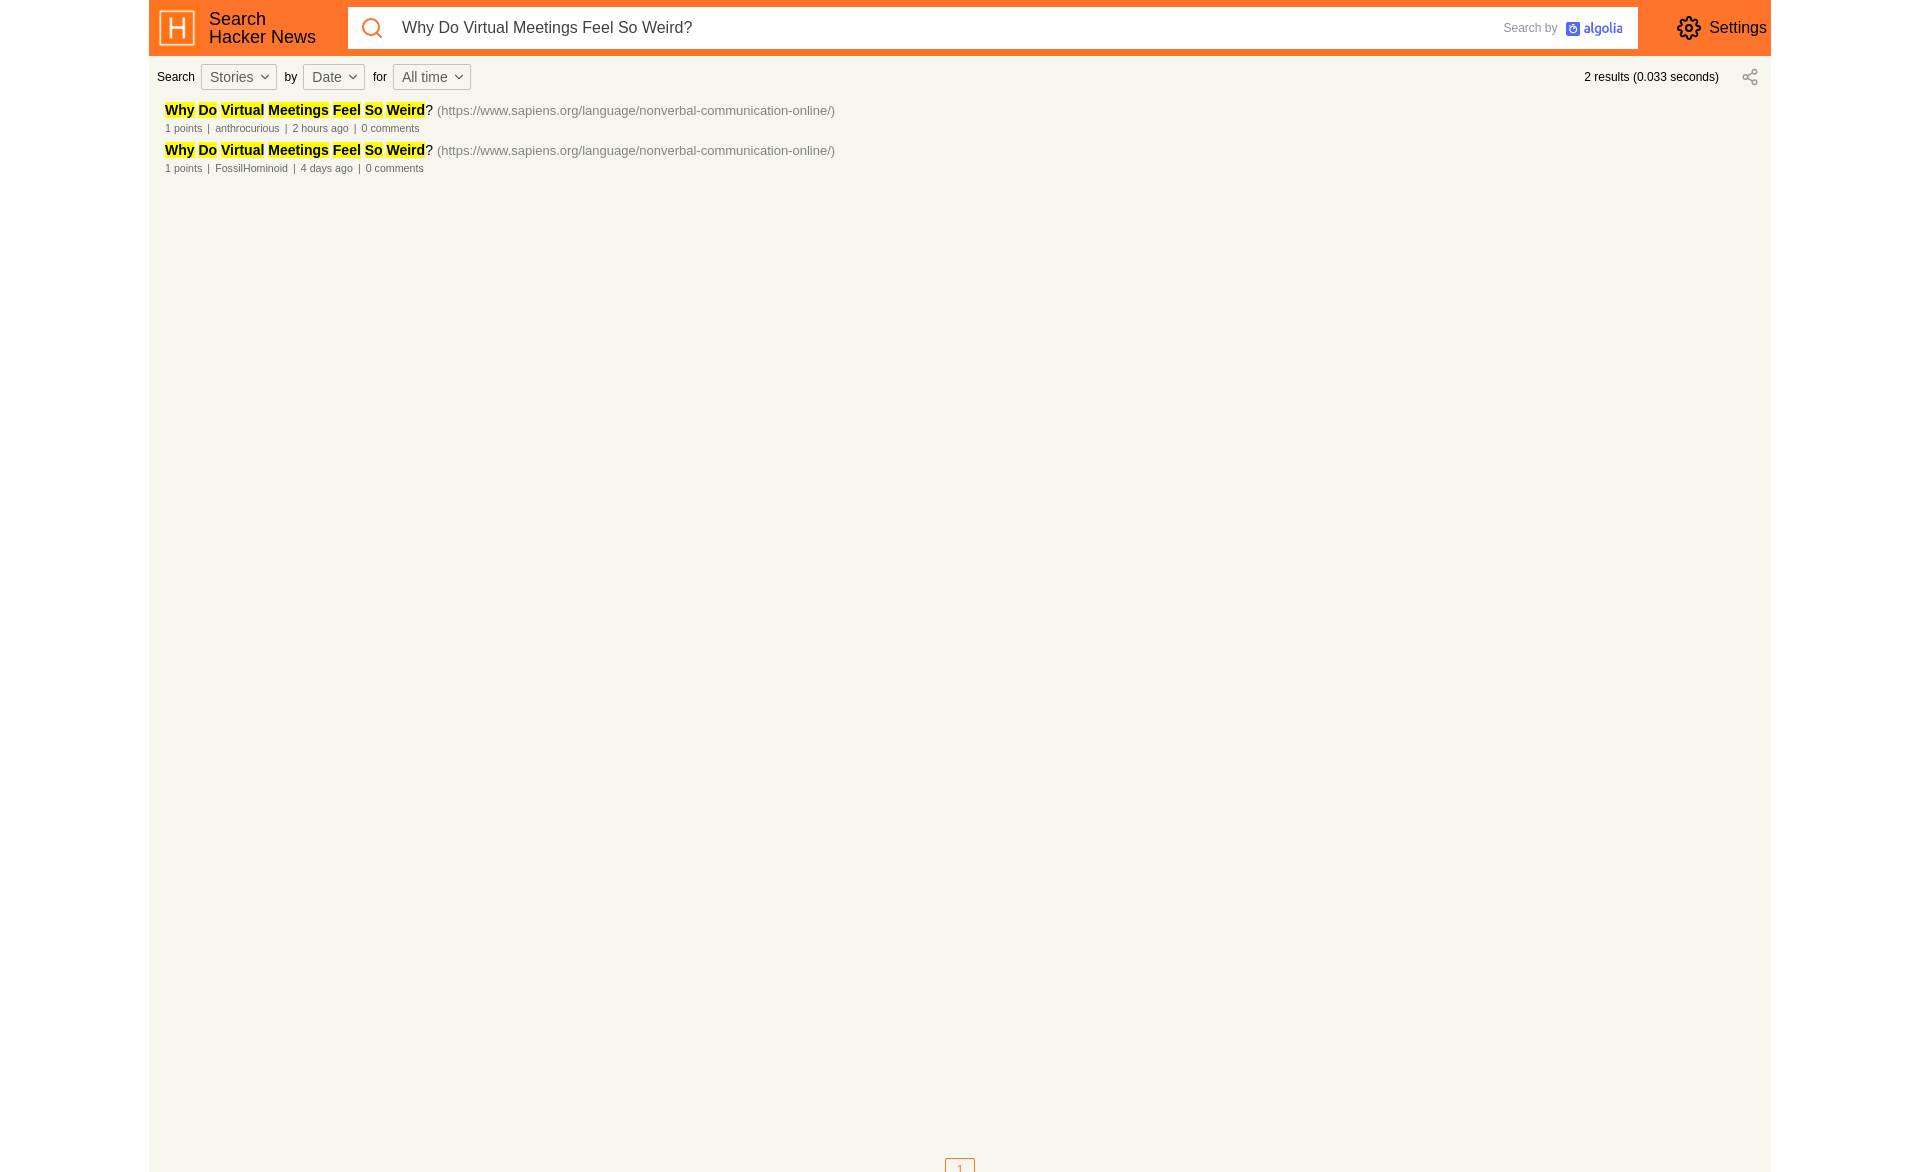 H
Search
Hacker News
Why Do Virtual Meetings Feel So Weird?
Search by algolia
Settings
Search Stories by Date for All time
2 results (0.033 seconds)
Why Do Virtual Meetings Feel So Weird? (https://www.sapiens.org/language/nonverbal-communication-online/)
1 points | anthrocurious | 2 hours ago | 0 comments
Why Do Virtual Meetings Feel So Weird? (https://www.sapiens.org/language/nonverbal-communication-online/)
1 points | FossilHominoid | 4 days ago | 0 comments
1